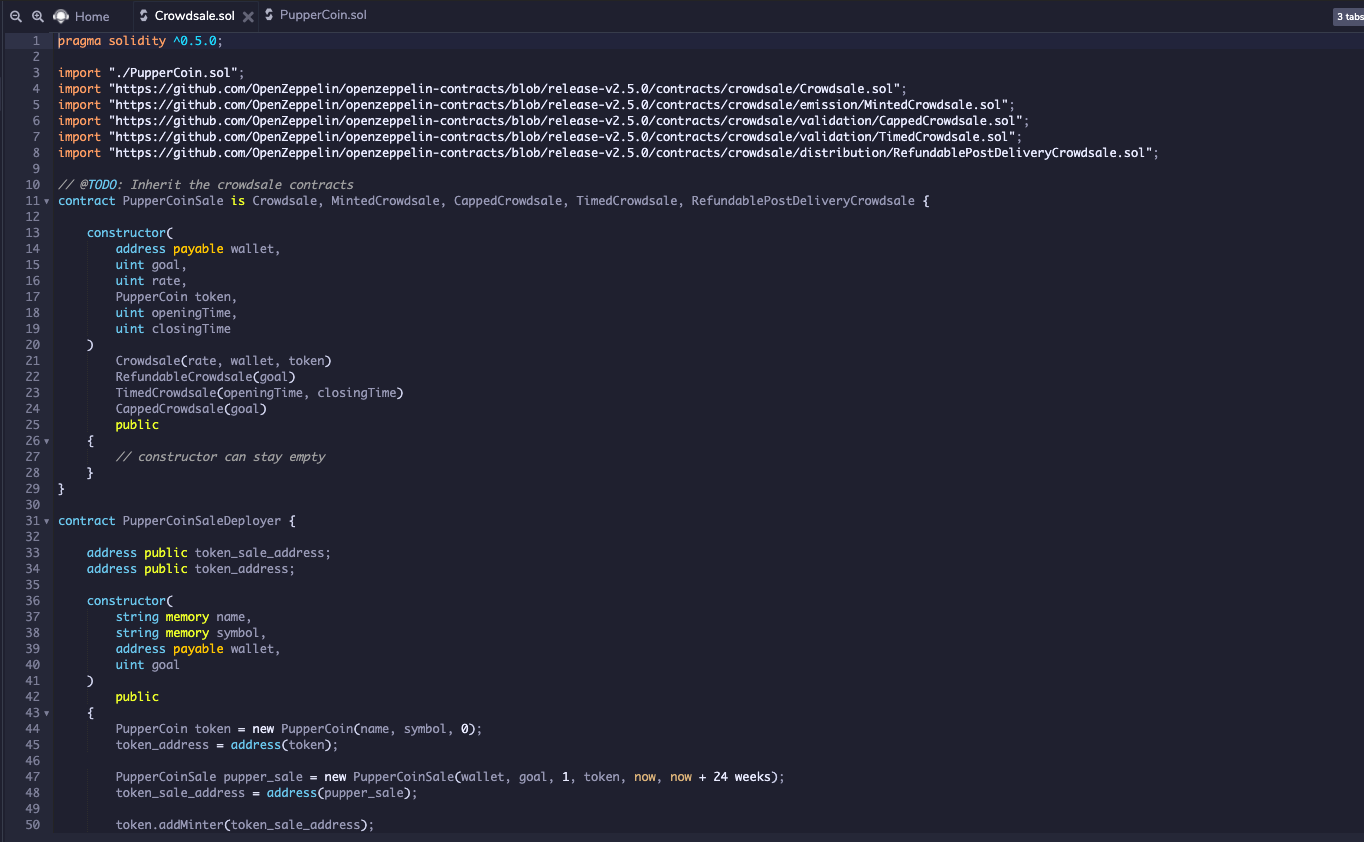 Home Crowdsale.sol PupperCoin.sol 3 tabs
1 pragma solidity ^0.5.0;
2
3 import "./PupperCoin.sol";
4 import "https://github.com/OpenZeppelin/openzeppelin-contracts/blob/release-v2.5.0/contracts/crowdsale/Crowdsale.sol";
5 import "https://github.com/OpenZeppelin/openzeppelin-contracts/blob/release-v2.5.0/contracts/crowdsale/emission/MintedCrowdsale.sol";
6 import "https://github.com/OpenZeppelin/openzeppelin-contracts/blob/release-v2.5.0/contracts/crowdsale/validation/CappedCrowdsale.sol";
7 import "https://github.com/OpenZeppelin/openzeppelin-contracts/blob/release-v2.5.0/contracts/crowdsale/validation/TimedCrowdsale.sol";
8 import "https://github.com/OpenZeppelin/openzeppelin-contracts/blob/release-v2.5.0/contracts/crowdsale/distribution/RefundablePostDeliveryCrowdsale.sol";
9
10 // @TODO: Inherit the crowdsale contracts
11 contract PupperCoinSale is Crowdsale, MintedCrowdsale, CappedCrowdsale, TimedCrowdsale, RefundablePostDeliveryCrowdsale {
12
13 constructor(
14 address payable wallet,
15 uint goal,
16 uint rate,
17 PupperCoin token,
18 uint openingTime,
19 uint closingTime
20 )
21 Crowdsale(rate, wallet, token)
22 RefundableCrowdsale(goal)
23 TimedCrowdsale(openingTime, closingTime)
24 CappedCrowdsale(goal)
25 public
26 {
27 // constructor can stay empty
28 }
29 }
30
31 contract PupperCoinSaleDeployer {
32
33 address public token_sale_address;
34 address public token_address;
35
36 constructor(
37 string memory name,
38 string memory symbol,
39 address payable wallet,
40 uint goal
41 )
42 public
43 {
44 PupperCoin token = new PupperCoin(name, symbol, 0);
45 token_address = address(token);
46
47 PupperCoinSale pupper_sale = new PupperCoinSale(wallet, goal, 1, token, now, now + 24 weeks);
48 token_sale_address = address(pupper_sale);
49
50 token.addMinter(token_sale_address);